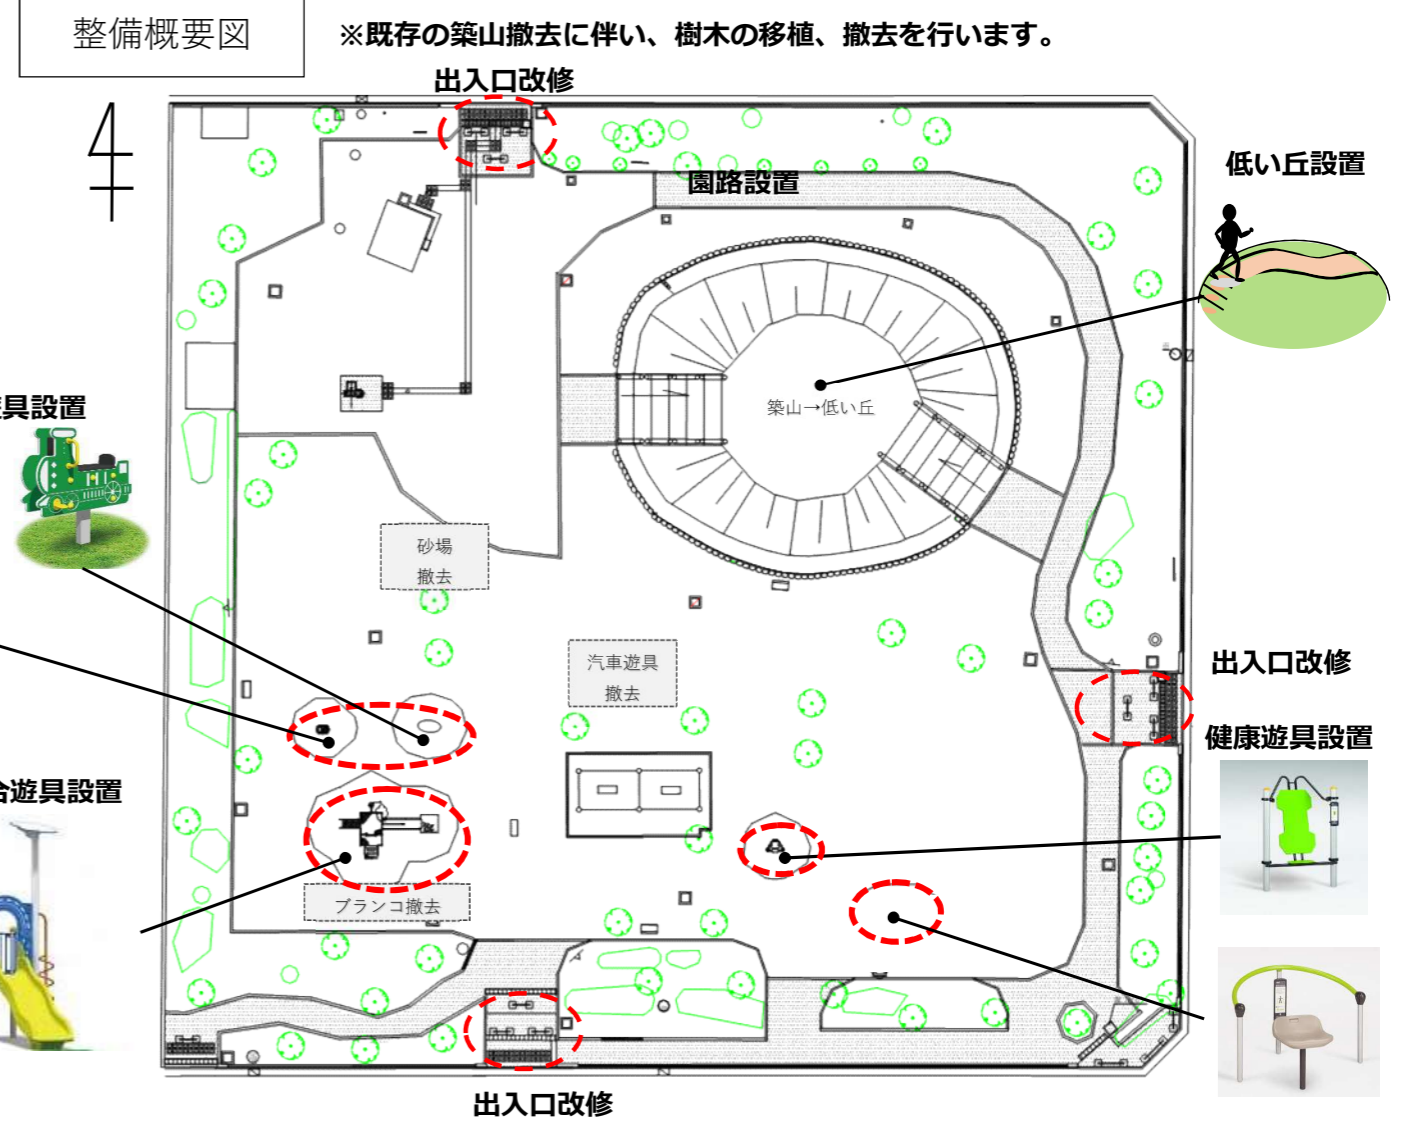 整備概要図
※既存の築山撤去に伴い、樹木の移植、撤去を行います。
出入口改修
園路設置
低い丘設置
築山→低い丘
具設置
砂場
撤去
汽車遊具
撤去
出入口改修
健康遊具設置
合遊具設置
ブランコ撤去
出入口改修